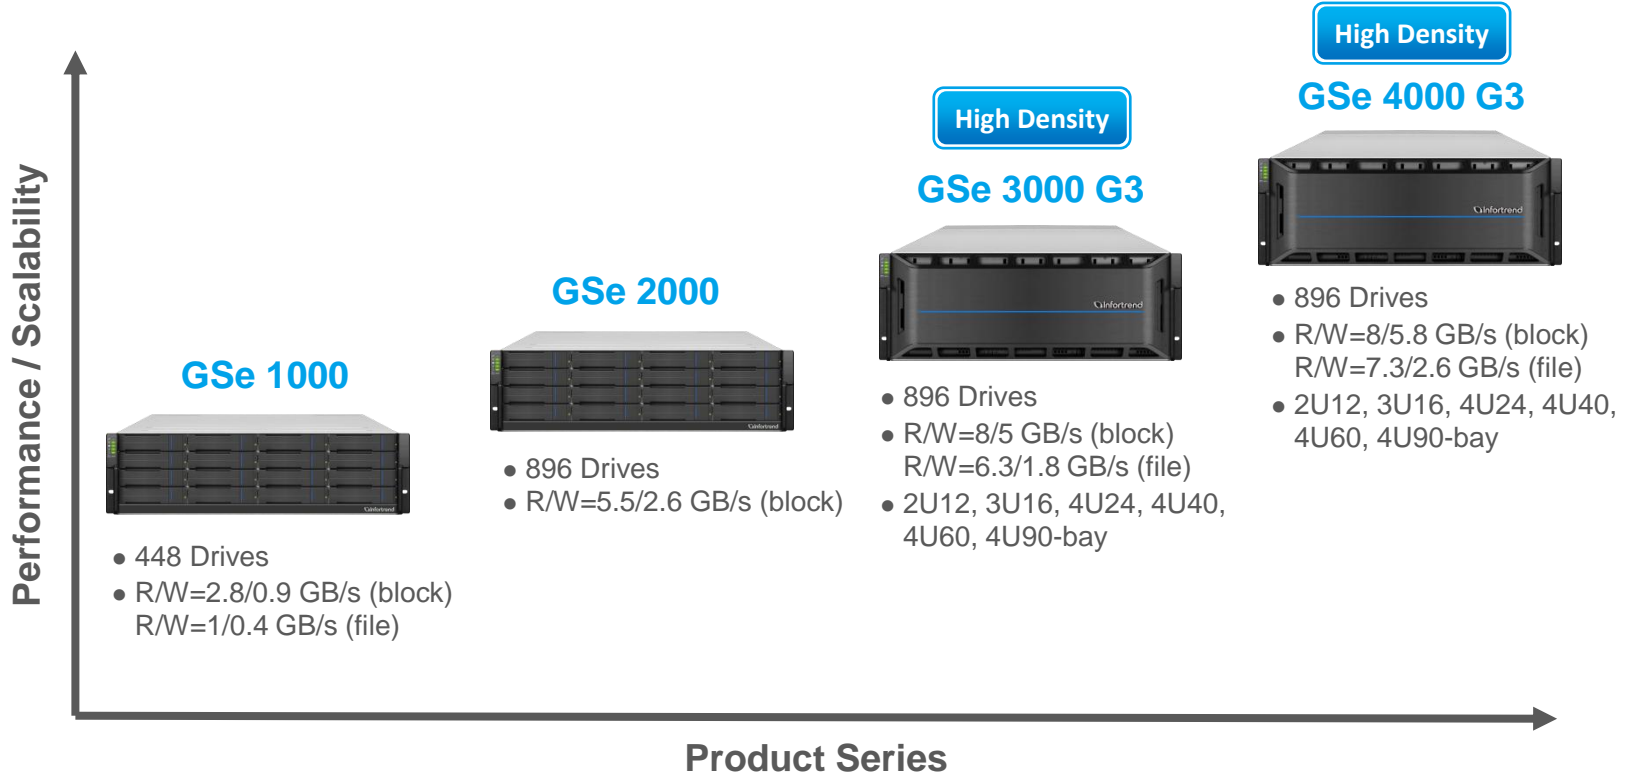 High Density
GSe 4000 G3
Infortrend
● 896 Drives
● R/W=8/5.8 GB/s (block)
R/W=7.3/2.6 GB/s (file)
● 2U12, 3U16, 4U24, 4U40,
4U60, 4U90-bay
High Density
GSe 3000 G3
Infortrend
● 896 Drives
● R/W=8/5 GB/s (block)
R/W=6.3/1.8 GB/s (file)
● 2U12, 3U16, 4U24, 4U40,
4U60, 4U90-bay
GSe 2000
Infortrend
● 896 Drives
● R/W=5.5/2.6 GB/s (block)
GSe 1000
Infortrend
● 448 Drives
● R/W=2.8/0.9 GB/s (block)
R/W=1/0.4 GB/s (file)
Performance / Scalability
Product Series